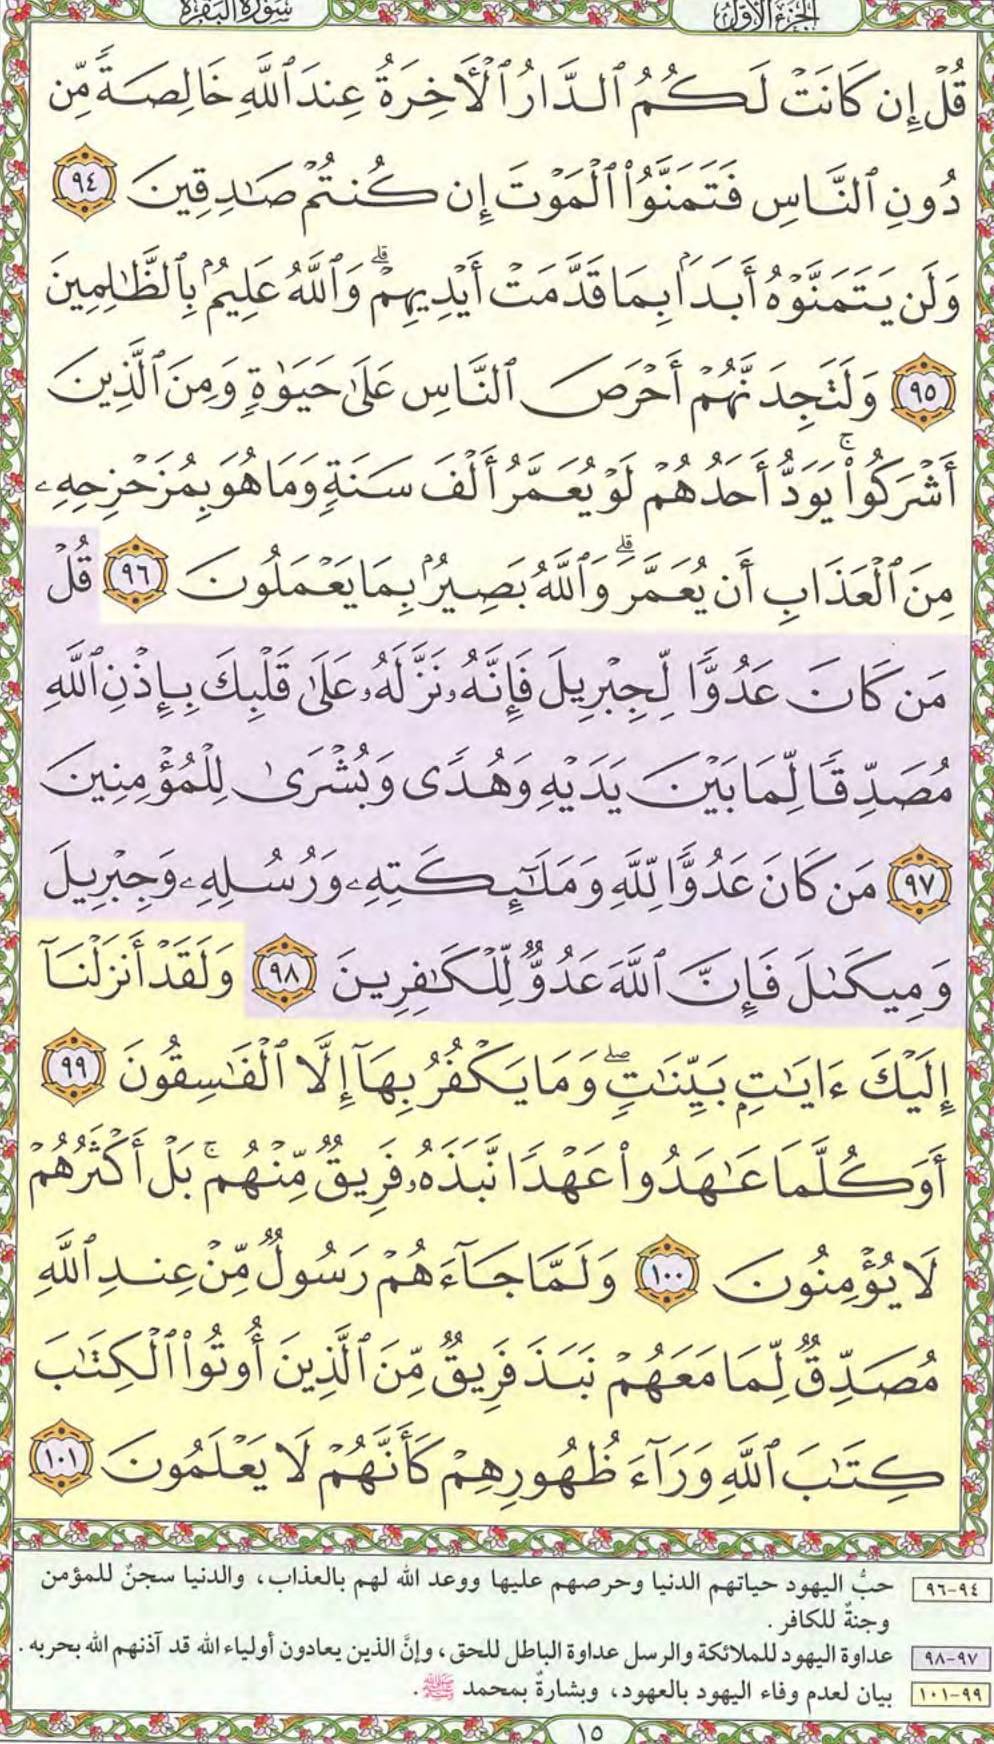 الجزء الأول
سورة البقرة
قُلْ إِن كَانَتْ لَكُمُ ٱلدَّارُ ٱلْأَخِرَةُ عِندَ ٱللَّهِ خَالِصَةً مِّن
دُونِ ٱلنَّاسِ فَتَمَنَّوُا۟ ٱلْمَوْتَ إِن كُنتُمْ صَٰدِقِينَ ٩٤
وَلَن يَتَمَنَّوْهُ أَبَدَۢا بِمَا قَدَّمَتْ أَيْدِيهِمْ ۗ وَٱللَّهُ عَلِيمُۢ بِٱلظَّٰلِمِينَ
٩٥ وَلَتَجِدَنَّهُمْ أَحْرَصَ ٱلنَّاسِ عَلَىٰ حَيَوٰةٍ وَمِنَ ٱلَّذِينَ
أَشْرَكُوا۟ ۚ يَوَدُّ أَحَدُهُمْ لَوْ يُعَمَّرُ أَلْفَ سَنَةٍ وَمَا هُوَ بِمُزَحْزِحِهِۦ
مِنَ ٱلْعَذَابِ أَن يُعَمَّرَ ۗ وَٱللَّهُ بَصِيرُۢ بِمَا يَعْمَلُونَ ٩٦ قُلْ
مَن كَانَ عَدُوًّا لِّجِبْرِيلَ فَإِنَّهُۥ نَزَّلَهُۥ عَلَىٰ قَلْبِكَ بِإِذْنِ ٱللَّهِ
مُصَدِّقًا لِّمَا بَيْنَ يَدَيْهِ وَهُدًى وَبُشْرَىٰ لِلْمُؤْمِنِينَ
٩٧ مَن كَانَ عَدُوًّا لِّلَّهِ وَمَلَٰٓئِكَتِهِۦ وَرُسُلِهِۦ وَجِبْرِيلَ
وَمِيكَىٰلَ فَإِنَّ ٱللَّهَ عَدُوٌّ لِّلْكَٰفِرِينَ ٩٨ وَلَقَدْ أَنزَلْنَآ
إِلَيْكَ ءَايَٰتٍۭ بَيِّنَٰتٍ ۖ وَمَا يَكْفُرُ بِهَآ إِلَّا ٱلْفَٰسِقُونَ ٩٩
أَوَكُلَّمَا عَٰهَدُوا۟ عَهْدًا نَّبَذَهُۥ فَرِيقٌ مِّنْهُم ۚ بَلْ أَكْثَرُهُمْ
لَا يُؤْمِنُونَ ١٠٠ وَلَمَّا جَآءَهُمْ رَسُولٌ مِّنْ عِندِ ٱللَّهِ
مُصَدِّقٌ لِّمَا مَعَهُمْ نَبَذَ فَرِيقٌ مِّنَ ٱلَّذِينَ أُوتُوا۟ ٱلْكِتَٰبَ
كِتَٰبَ ٱللَّهِ وَرَآءَ ظُهُورِهِمْ كَأَنَّهُمْ لَا يَعْلَمُونَ ١٠١
٩٤-٩٦ حبُّ اليهود حياتهم الدنيا وحرصهم عليها ووعد الله لهم بالعذاب، والدنيا سجنٌ للمؤمن
وجنةٌ للكافر.
٩٧-٩٨ عداوة اليهود للملائكة والرسل عداوة الباطل للحق، وإنَّ الذين يعادون أولياء الله قد آذنهم الله بحربه.
٩٩-١٠١ بيان لعدم وفاء اليهود بالعهود، وبشارةٌ بمحمد ﷺ.
١٥